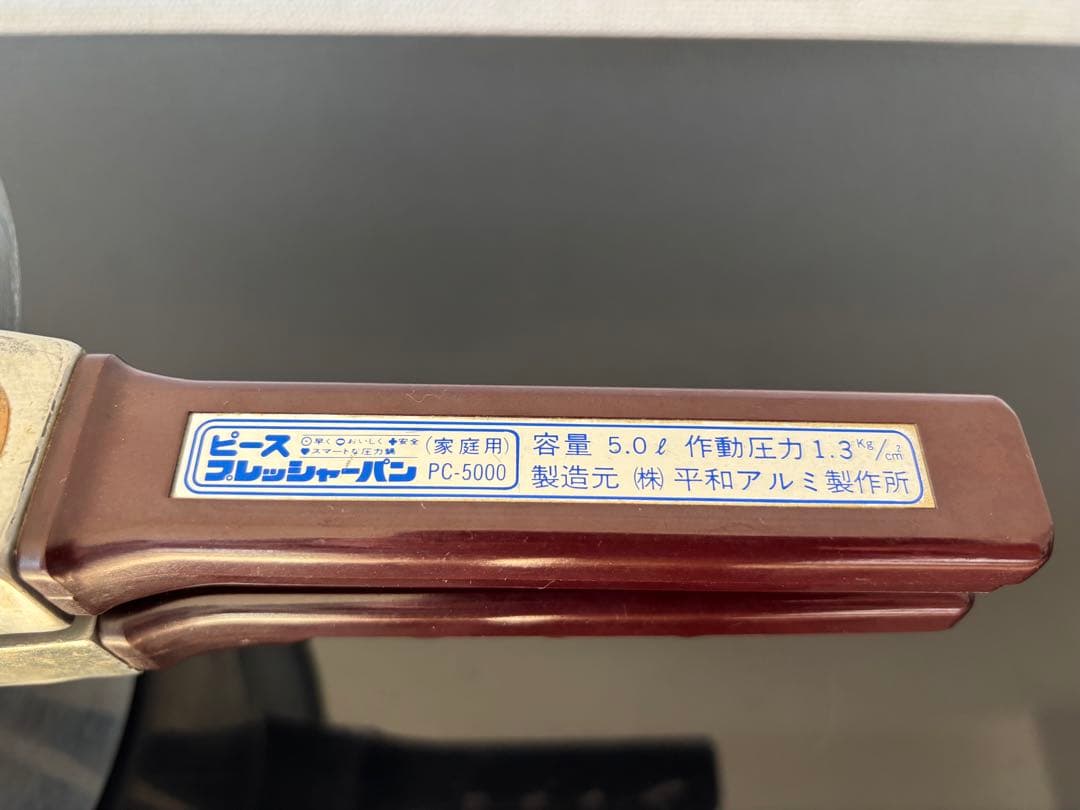 ピース ⊙早く⊖おいしく✚安全 (家庭用)
♥スマートな圧力鍋
プレッシャーパン PC-5000
容量 5.0ℓ 作動圧力1.3Kg/cm²
製造元 (株) 平和アルミ製作所